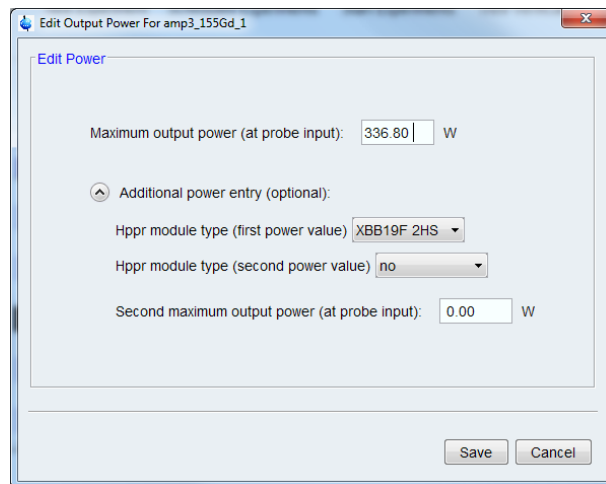 Edit Output Power For amp3_155Gd_1
Edit Power
Maximum output power (at probe input): 336.80 W
Additional power entry (optional):
Hppr module type (first power value) XBB19F 2HS
Hppr module type (second power value) no
Second maximum output power (at probe input): 0.00 W
Save Cancel